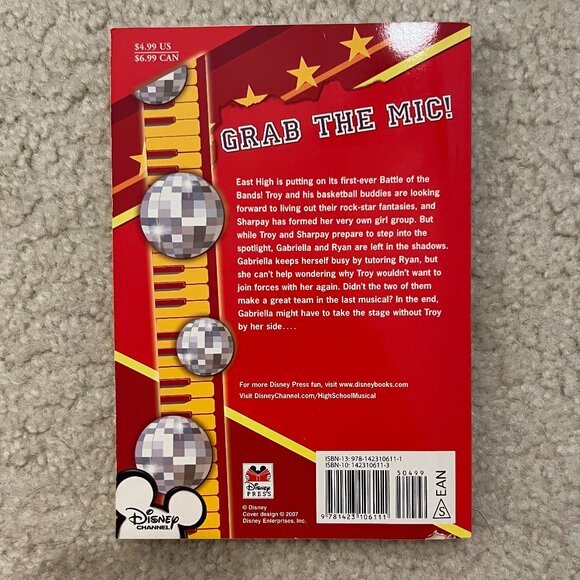 $4.99 US
$6.99 CAN
GRAB THE MIC!
East High is putting on its first-ever Battle of the
Bands! Troy and his basketball buddies are looking
forward to living out their rock-star fantasies, and
Sharpay has formed her very own girl group. But
while Troy and Sharpay prepare to step into the
spotlight, Gabriella and Ryan are left in the shadows.
Gabriella keeps herself busy by tutoring Ryan, but
she can't help wondering why Troy wouldn't want to
join forces with her again. Didn't the two of them
make a great team in the last musical? In the end,
Gabriella might have to take the stage without Troy
by her side....
For more Disney Press fun, visit www.disneybooks.com
Visit DisneyChannel.com/HighSchoolMusical
ISBN-13: 978-142310611-1
ISBN-10: 142310611-3
50499
9 781423 106111
S
EAN
Disney
PRESS
© Disney
Cover design © 2007
Disney Enterprises, Inc.
Disney
CHANNEL